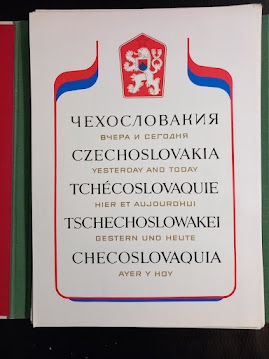 ЧЕХОСЛОВАКИЯ
ВЧЕРА И СЕГОДНЯ
CZECHOSLOVAKIA
YESTERDAY AND TODAY
TCHÉCOSLOVAQUIE
HIER ET AUJOURDHUI
TSCHECHOSLOWAKEI
GESTERN UND HEUTE
CHECOSLOVAQUIA
AYER Y HOY